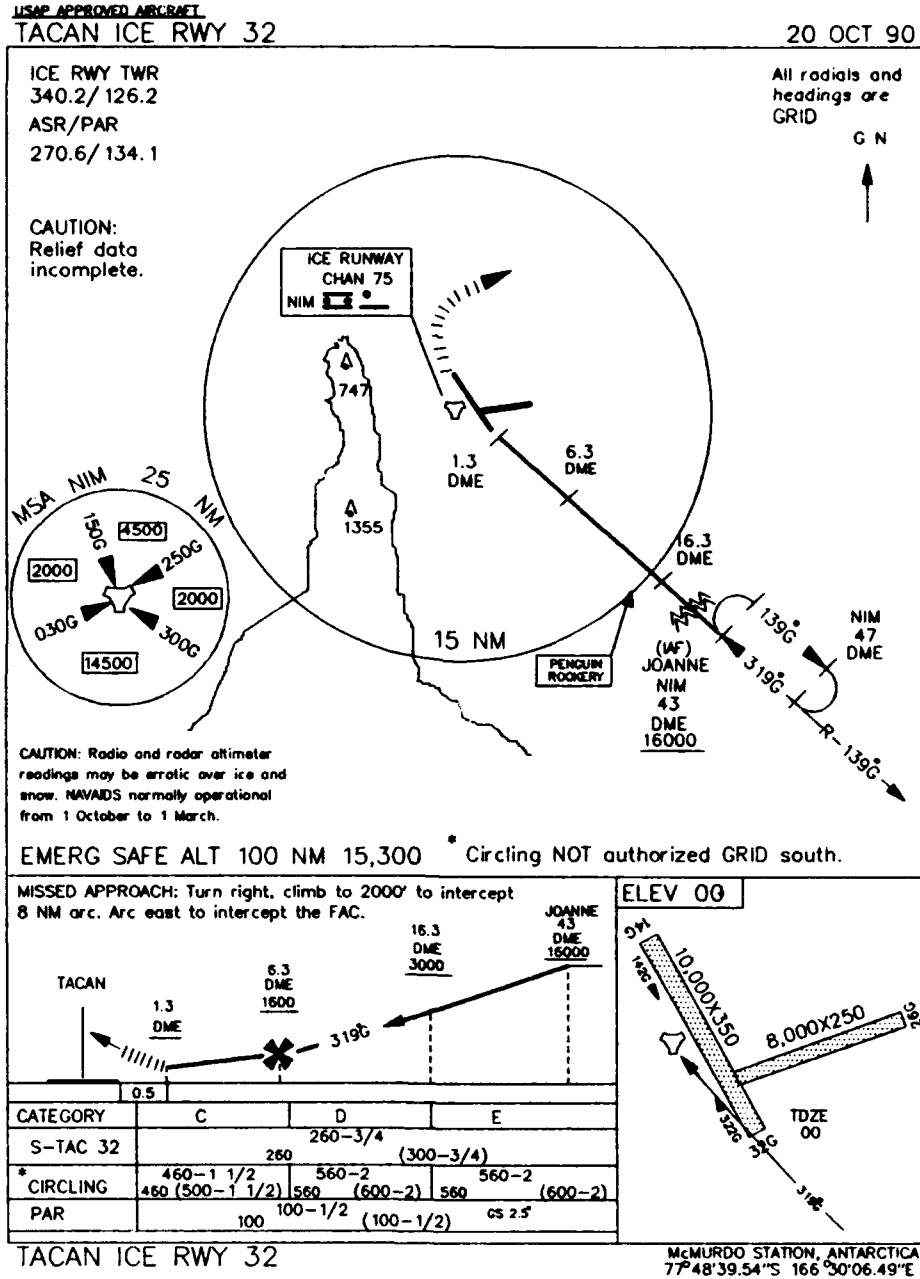 USAP APPROVED AIRCRAFT
TACAN ICE RWY 32
20 OCT 90
ICE RWY TWR
340.2/126.2
ASR/PAR
270.6/134.1
All radials and
headings are
GRID
G N
CAUTION:
Relief data
incomplete.
ICE RUNWAY
CHAN 75
NIM
747
1355
1.3
DME
6.3
DME
16.3
DME
MSA NIM 25 NM
150G
4500
250G
2000
2000
030G
300G
14500
15 NM
PENGUIN
ROOKERY
(IAF)
JOANNE
NIM
43
DME
16000
139G°
319G°
NIM
47
DME
R-139G°
CAUTION: Radio and radar altimeter
readings may be erratic over ice and
snow. NAVAIDS normally operational
from 1 October to 1 March.
EMERG SAFE ALT 100 NM 15,300
* Circling NOT authorized GRID south.
MISSED APPROACH: Turn right, climb to 2000' to intercept
8 NM arc. Arc east to intercept the FAC.
TACAN
1.3
DME
6.3
DME
1600
319G°
16.3
DME
3000
JOANNE
43
DME
16000
0.5
CATEGORY C D E
S-TAC 32 260-3/4
260 (300-3/4)
* CIRCLING 460-1 1/2 560-2 560-2
460 (500-1 1/2) 560 (600-2) 560 (600-2)
PAR 100-1/2 GS 2.5°
100 (100-1/2)
ELEV 00
14G
142G
10,000X350
8,000X250
26G
322G
32G
TDZE
00
319G°
TACAN ICE RWY 32
McMURDO STATION, ANTARCTICA
77°48'39.54"S 166°30'06.49"E